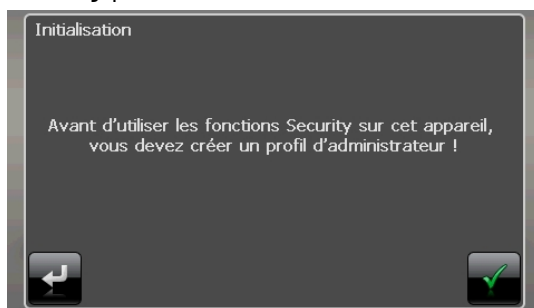 Initialisation
Avant d'utiliser les fonctions Security sur cet appareil,
vous devez créer un profil d'administrateur !